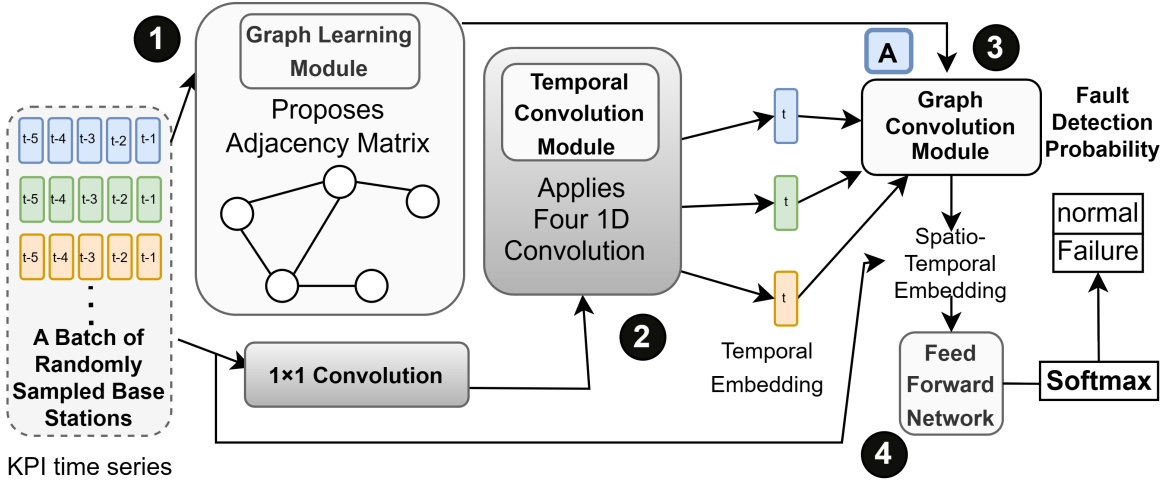 1
Graph Learning
Module
Proposes
Adjacency Matrix
t-5 t-4 t-3 t-2 t-1
t-5 t-4 t-3 t-2 t-1
t-5 t-4 t-3 t-2 t-1
A Batch of
Randomly
Sampled Base
Stations
KPI time series
1×1 Convolution
2
Temporal
Convolution
Module
Applies
Four 1D
Convolution
t
t
t
Temporal
Embedding
A
3
Graph
Convolution
Module
Spatio-
Temporal
Embedding
4
Feed
Forward
Network
Softmax
Fault
Detection
Probability
normal
Failure